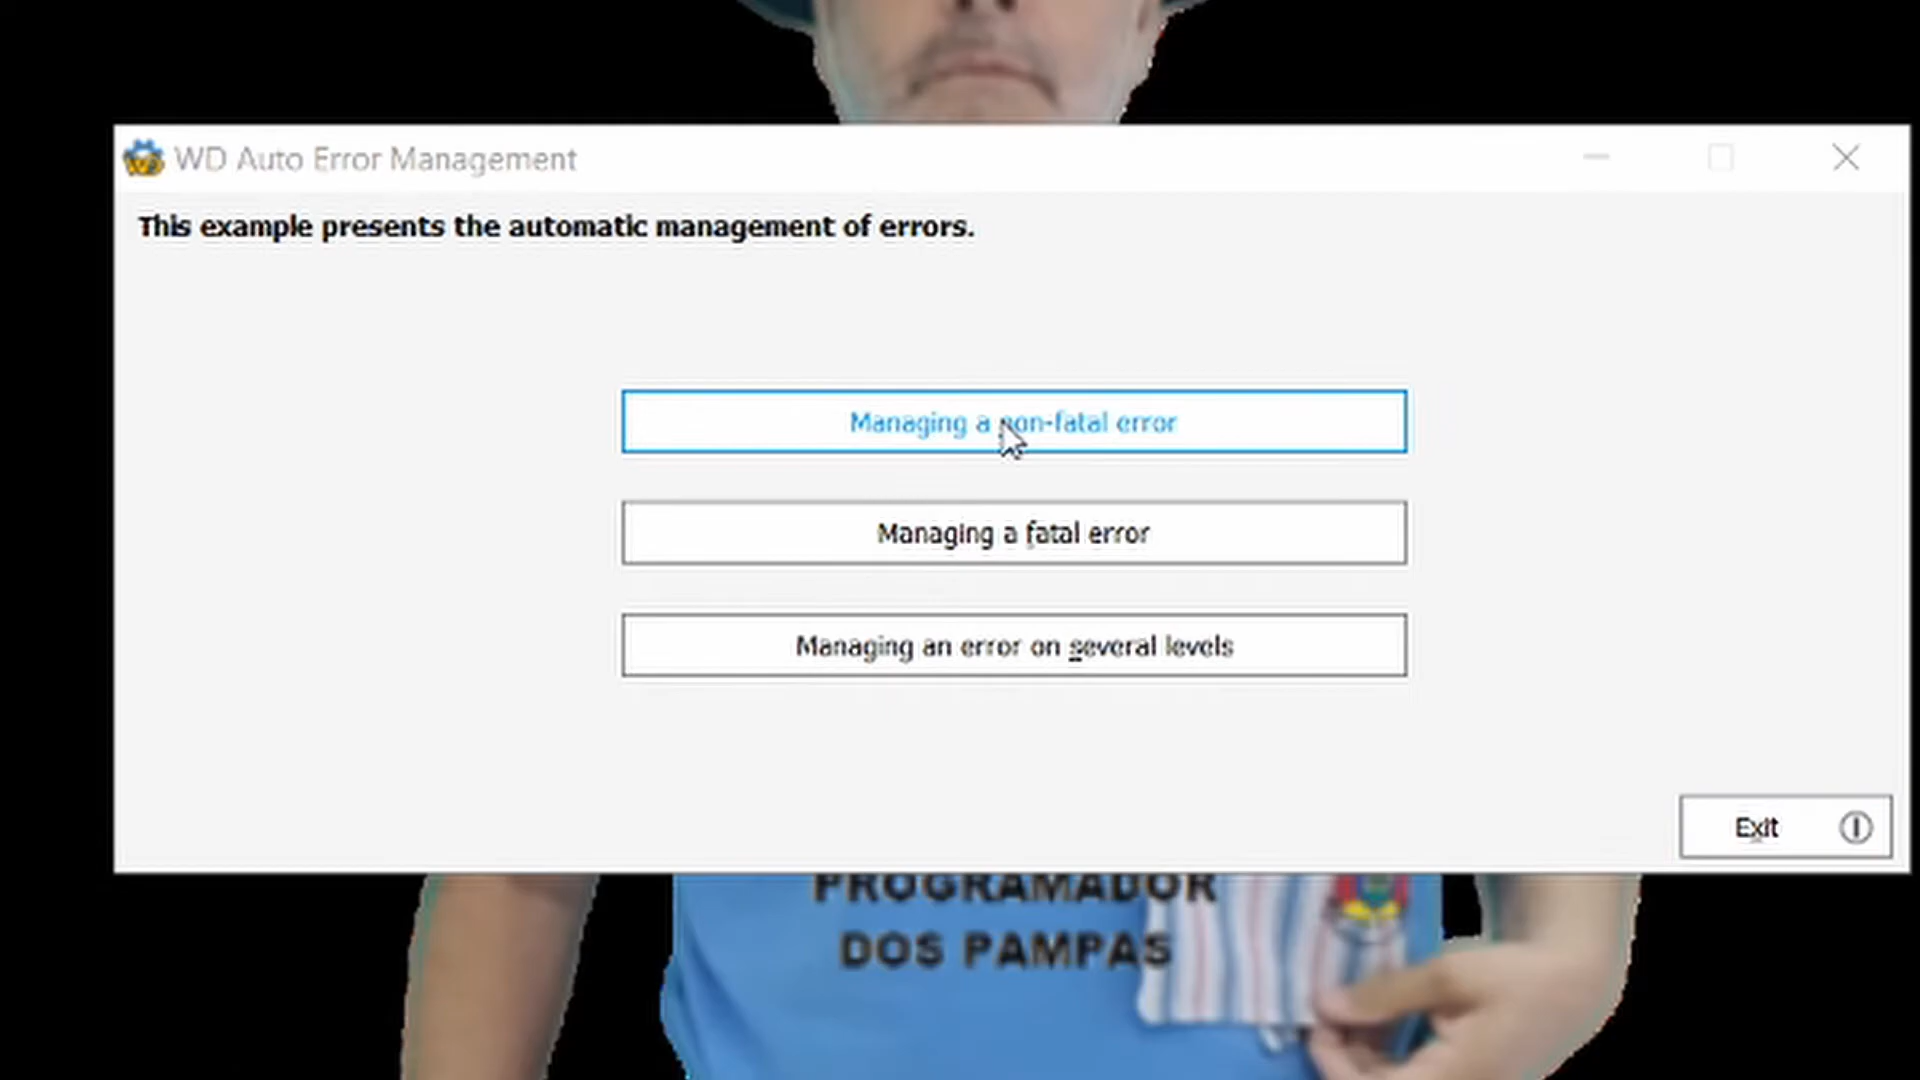 WD Auto Error Management
This example presents the automatic management of errors.
Managing a non-fatal error
Managing a fatal error
Managing an error on several levels
Exit
PROGRAMADOR
DOS PAMPAS